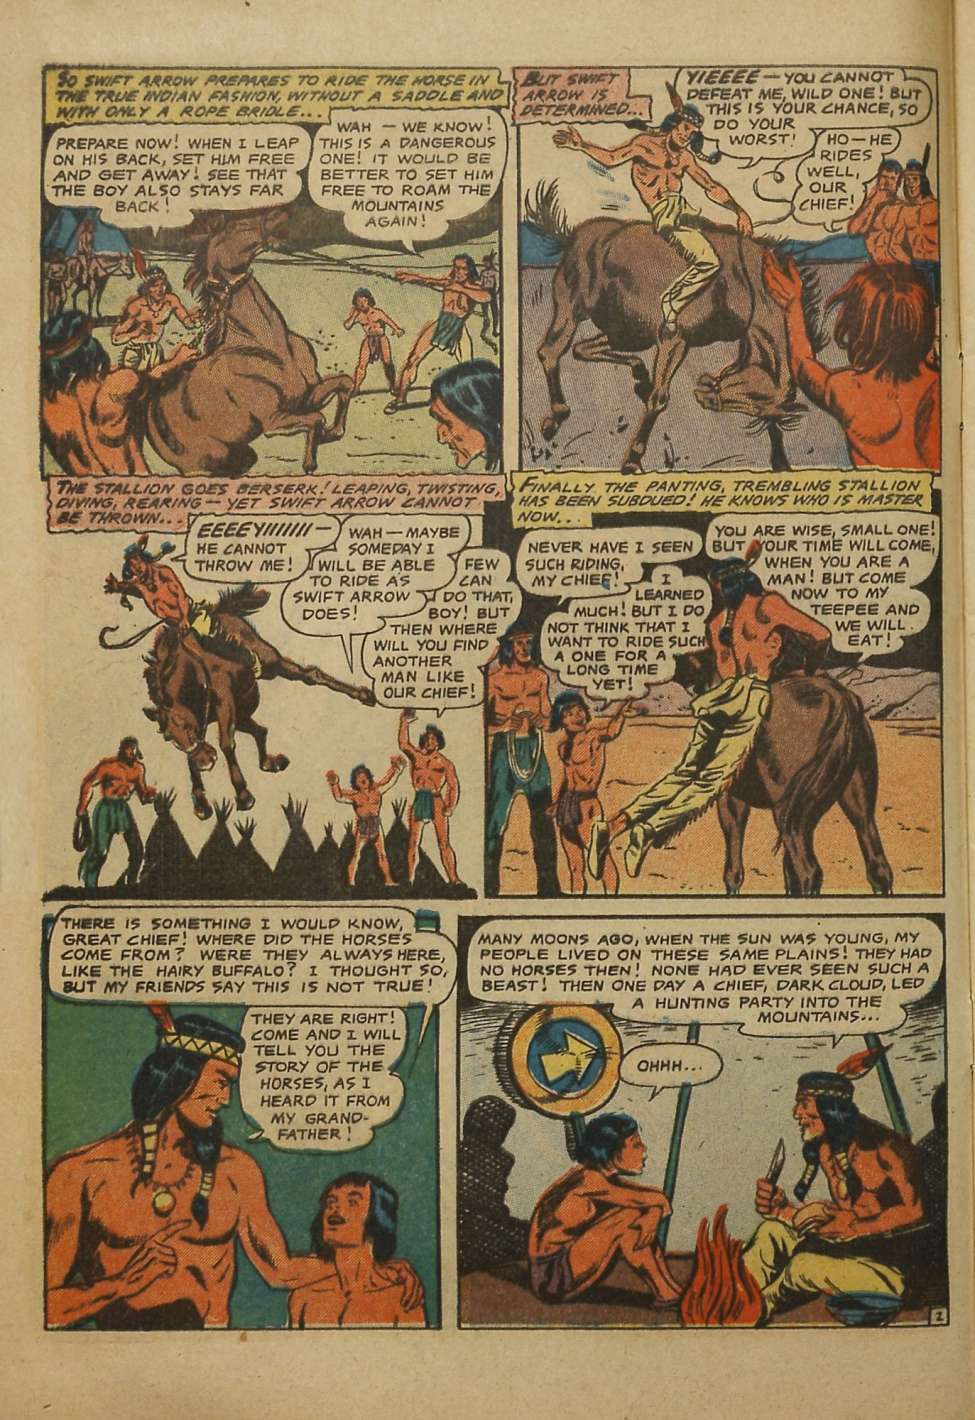 SO SWIFT ARROW PREPARES TO RIDE THE HORSE IN
THE TRUE INDIAN FASHION, WITHOUT A SADDLE AND
WITH ONLY A ROPE BRIDLE...
PREPARE NOW! WHEN I LEAP
ON HIS BACK, SET HIM FREE
AND GET AWAY! SEE THAT
THE BOY ALSO STAYS FAR
BACK!
WAH — WE KNOW!
THIS IS A DANGEROUS
ONE! IT WOULD BE
BETTER TO SET HIM
FREE TO ROAM THE
MOUNTAINS
AGAIN!
BUT SWIFT
ARROW IS
DETERMINED...
YIEEEE — YOU CANNOT
DEFEAT ME, WILD ONE! BUT
THIS IS YOUR CHANCE, SO
DO YOUR
WORST!
HO-HE
RIDES
WELL,
OUR
CHIEF!
THE STALLION GOES BERSERK! LEAPING, TWISTING,
DIVING, REARING — YET SWIFT ARROW CANNOT
BE THROWN...
EEEEYIIIIIII —
HE CANNOT
THROW ME!
WAH — MAYBE
SOMEDAY I
WILL BE ABLE
TO RIDE AS
SWIFT ARROW
DOES!
FEW
CAN
DO THAT,
BOY! BUT
THEN WHERE
WILL YOU FIND
ANOTHER
MAN LIKE
OUR CHIEF!
FINALLY, THE PANTING, TREMBLING STALLION
HAS BEEN SUBDUED! HE KNOWS WHO IS MASTER
NOW...
NEVER HAVE I SEEN
SUCH RIDING,
MY CHIEF!
I
LEARNED
MUCH! BUT I DO
NOT THINK THAT I
WANT TO RIDE SUCH
A ONE FOR A
LONG TIME
YET!
YOU ARE WISE, SMALL ONE!
BUT YOUR TIME WILL COME,
WHEN YOU ARE A
MAN! BUT COME
NOW TO MY
TEEPEE AND
WE WILL
EAT!
THERE IS SOMETHING I WOULD KNOW,
GREAT CHIEF! WHERE DID THE HORSES
COME FROM? WERE THEY ALWAYS HERE,
LIKE THE HAIRY BUFFALO? I THOUGHT SO,
BUT MY FRIENDS SAY THIS IS NOT TRUE!
THEY ARE RIGHT!
COME AND I WILL
TELL YOU THE
STORY OF THE
HORSES, AS I
HEARD IT FROM
MY GRAND-
FATHER!
MANY MOONS AGO, WHEN THE SUN WAS YOUNG, MY
PEOPLE LIVED ON THESE SAME PLAINS! THEY HAD
NO HORSES THEN! NONE HAD EVER SEEN SUCH A
BEAST! THEN ONE DAY A CHIEF, DARK CLOUD, LED
A HUNTING PARTY INTO THE
MOUNTAINS...
OHHH...
2